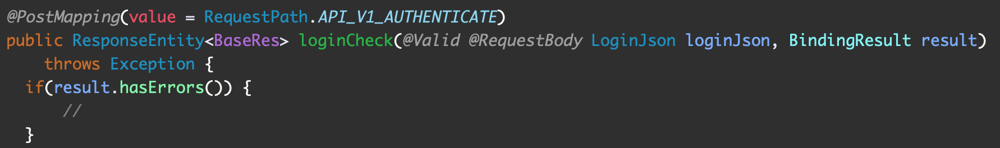 @PostMapping(value = RequestPath.API_V1_AUTHENTICATE)
public ResponseEntity<BaseRes> loginCheck(@Valid @RequestBody LoginJson loginJson, BindingResult result)
    throws Exception {
  if(result.hasErrors()) {
      //
  }